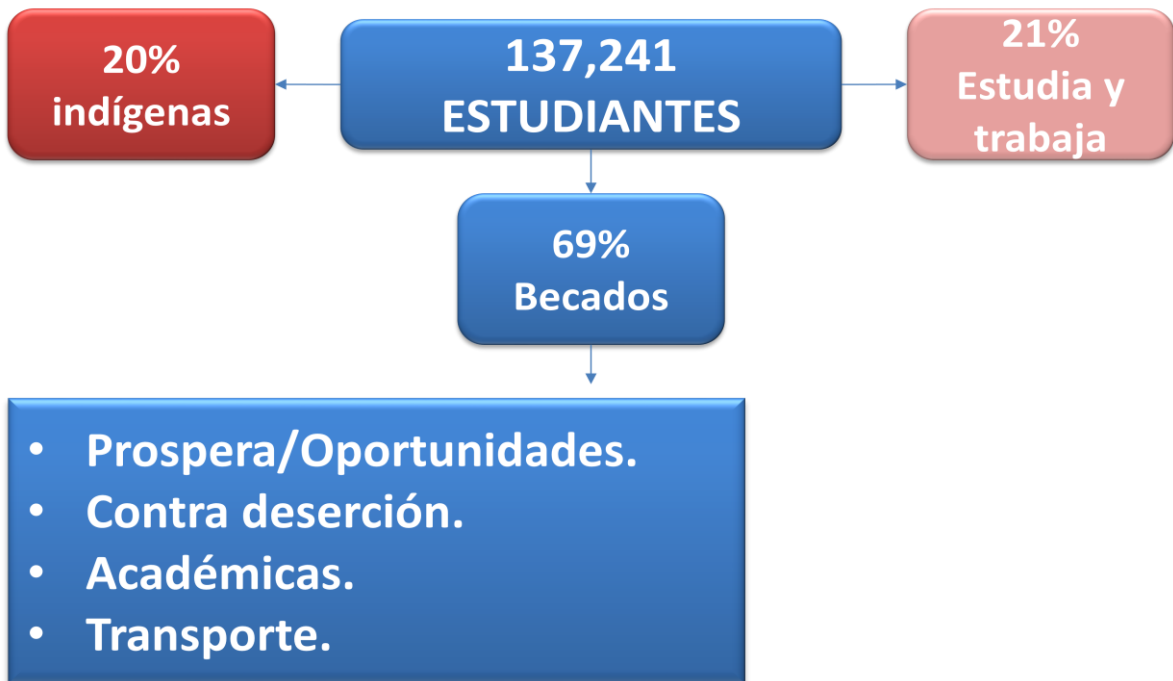 20%
indígenas
137,241
ESTUDIANTES
21%
Estudia y
trabaja
69%
Becados
• Prospera/Oportunidades.
• Contra deserción.
• Académicas.
• Transporte.